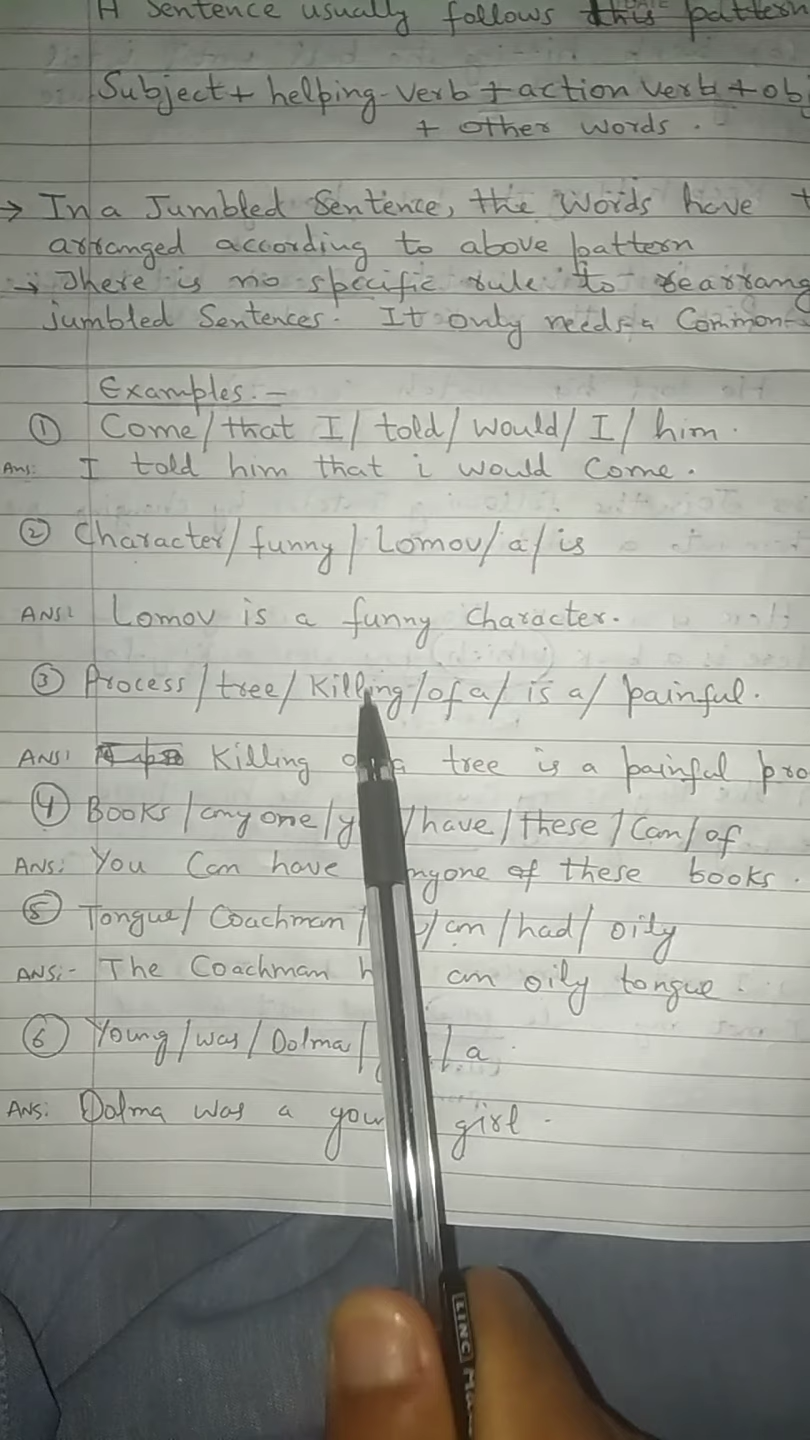 A Sentence usually follows this pattern
Subject + helping-verb + action verb + ob
+ other words.
→ In a Jumbled Sentence, the words have t
arranged according to above pattern
→ There is no specific rule to rearrang
jumbled Sentences. It only needs a Common-
Examples:-
① Come/that I/told/would/I/him.
Ans: I told him that i would Come.
② Character/funny/Lomov/a/is
ANS: Lomov is a funny Character.
③ Process/tree/Killing/of a/is a/painful.
ANS: Killing a tree is a painful pro
④ Books/anyone/y /have/these/Can/of
ANS: You Can have nyone of these books.
⑤ Tongue/Coachman/ /an/had/oily
ANS:- The Coachman h an oily tongue.
⑥ Young/was/Dolma/ /a
ANS: Dolma was a you girl.
LINC